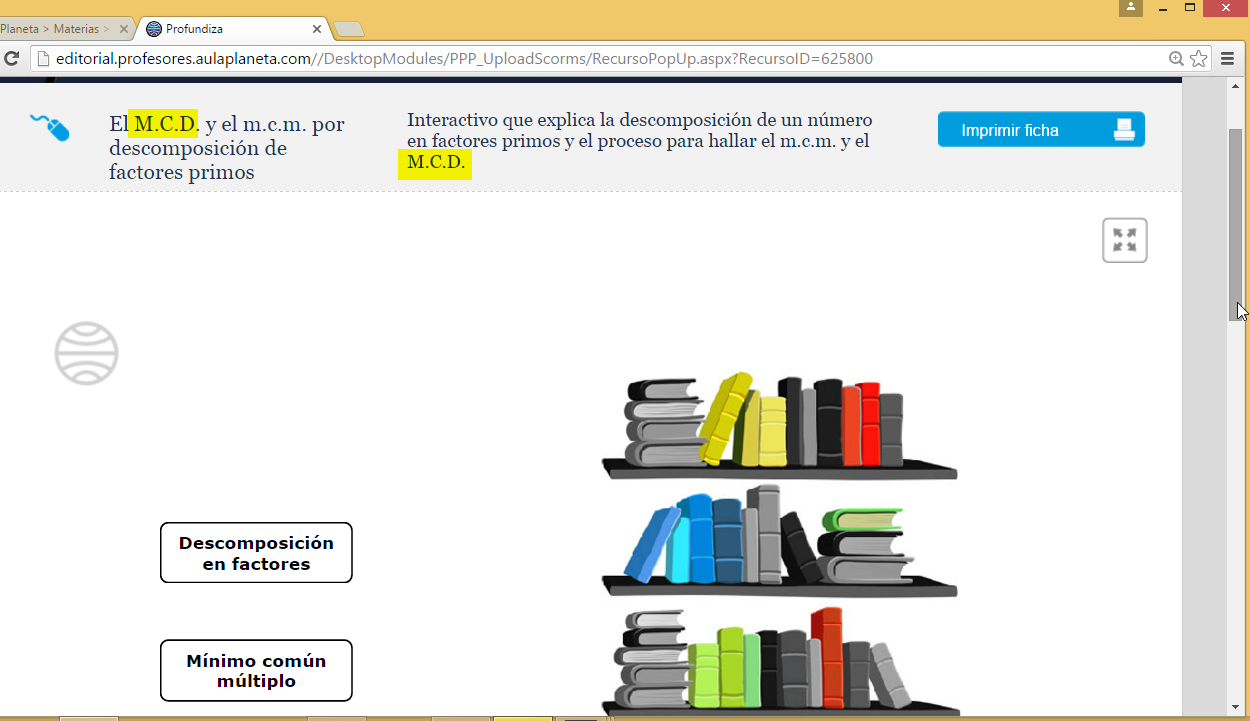 Planeta > Materias >
Profundiza
editorial.profesores.aulaplaneta.com//DesktopModules/PPP_UploadScorms/RecursoPopUp.aspx?RecursoID=625800
El M.C.D. y el m.c.m. por
descomposición de
factores primos
Interactivo que explica la descomposición de un número
en factores primos y el proceso para hallar el m.c.m. y el
M.C.D.
Imprimir ficha
Descomposición
en factores
Mínimo común
múltiplo